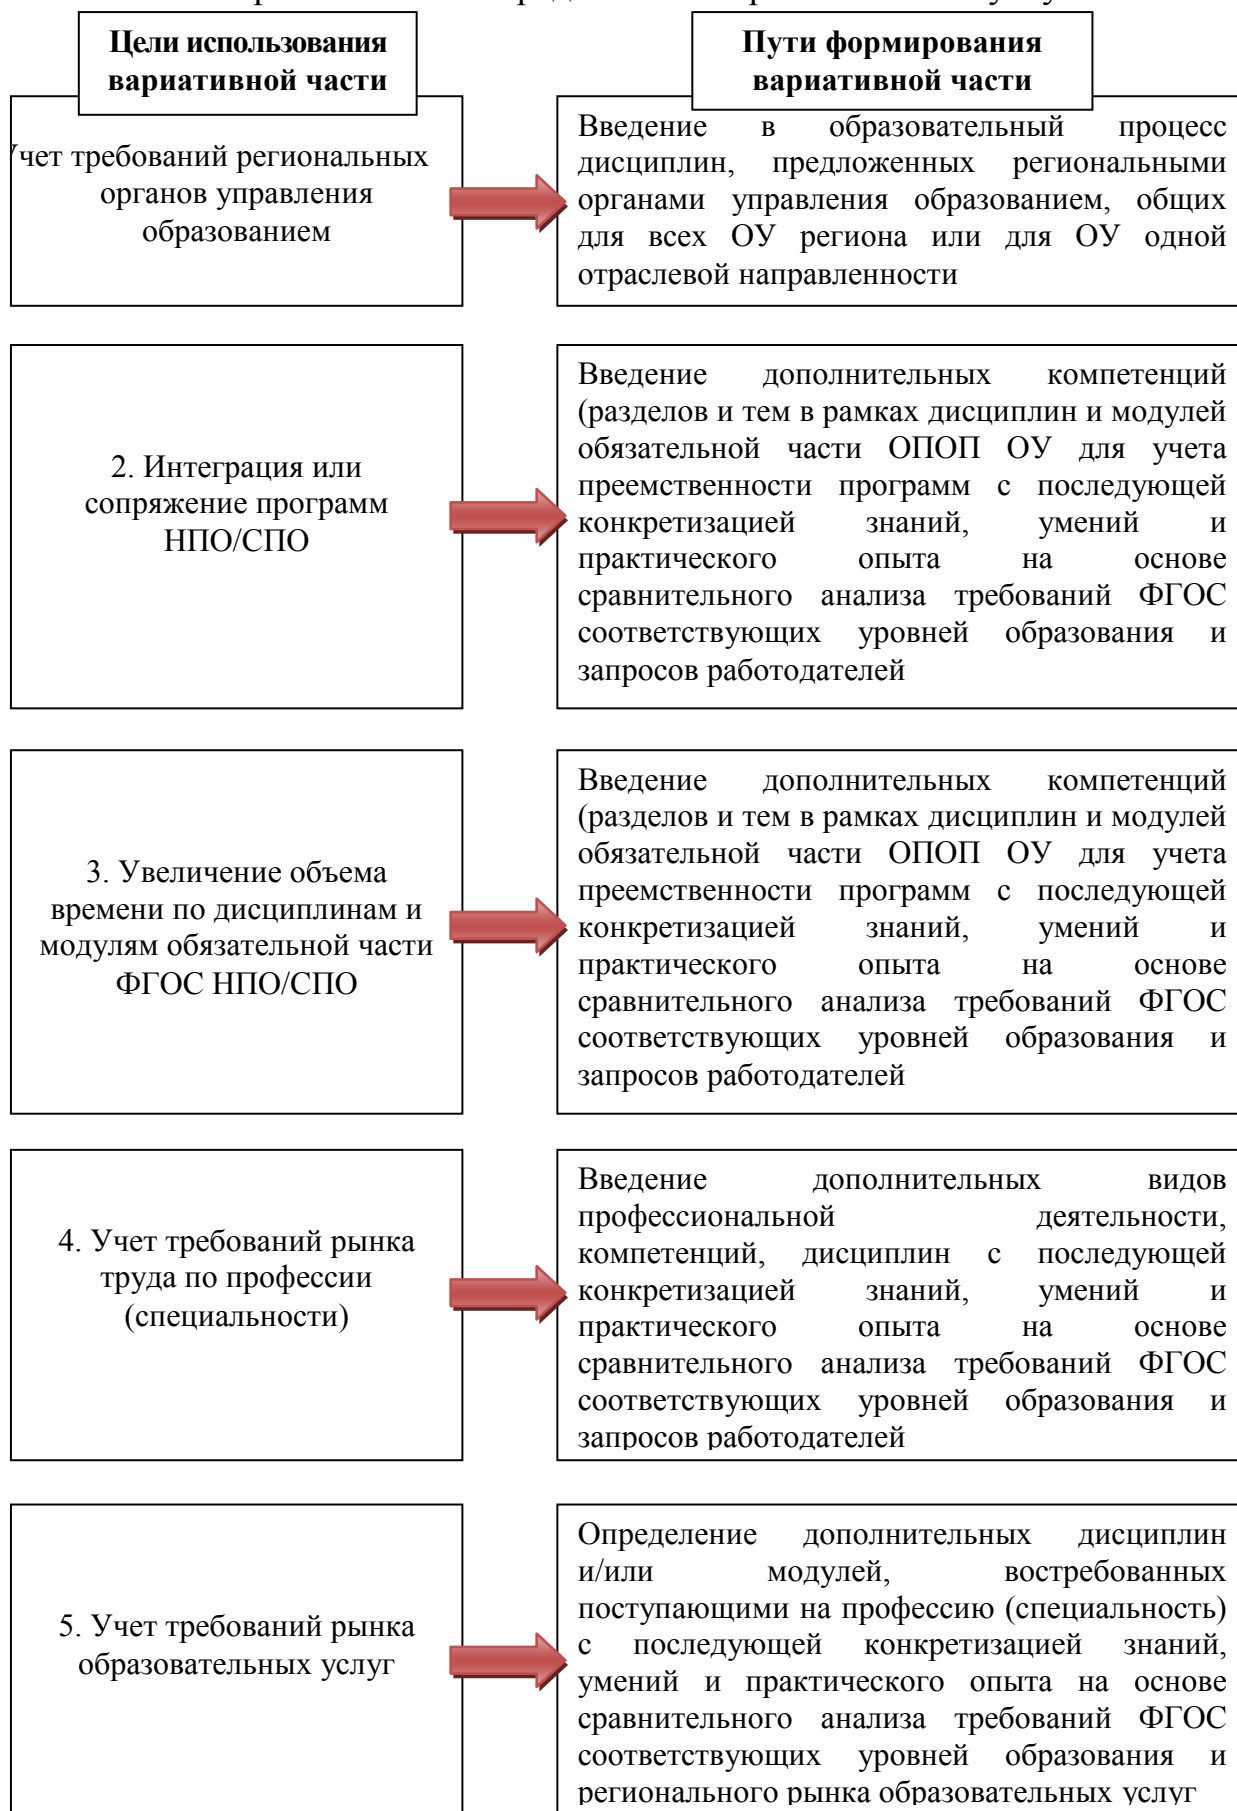 Цели использования
вариативной части
Пути формирования
вариативной части
Учет требований региональных
органов управления
образованием
Введение в образовательный процесс
дисциплин, предложенных региональными
органами управления образованием, общих
для всех ОУ региона или для ОУ одной
отраслевой направленности
2. Интеграция или
сопряжение программ
НПО/СПО
Введение дополнительных компетенций
(разделов и тем в рамках дисциплин и модулей
обязательной части ОПОП ОУ для учета
преемственности программ с последующей
конкретизацией знаний, умений и
практического опыта на основе
сравнительного анализа требований ФГОС
соответствующих уровней образования и
запросов работодателей
3. Увеличение объема
времени по дисциплинам и
модулям обязательной части
ФГОС НПО/СПО
Введение дополнительных компетенций
(разделов и тем в рамках дисциплин и модулей
обязательной части ОПОП ОУ для учета
преемственности программ с последующей
конкретизацией знаний, умений и
практического опыта на основе
сравнительного анализа требований ФГОС
соответствующих уровней образования и
запросов работодателей
4. Учет требований рынка
труда по профессии
(специальности)
Введение дополнительных видов
профессиональной деятельности,
компетенций, дисциплин с последующей
конкретизацией знаний, умений и
практического опыта на основе
сравнительного анализа требований ФГОС
соответствующих уровней образования и
запросов работодателей
5. Учет требований рынка
образовательных услуг
Определение дополнительных дисциплин
и/или модулей, востребованных
поступающими на профессию (специальность)
с последующей конкретизацией знаний,
умений и практического опыта на основе
сравнительного анализа требований ФГОС
соответствующих уровней образования и
регионального рынка образовательных услуг